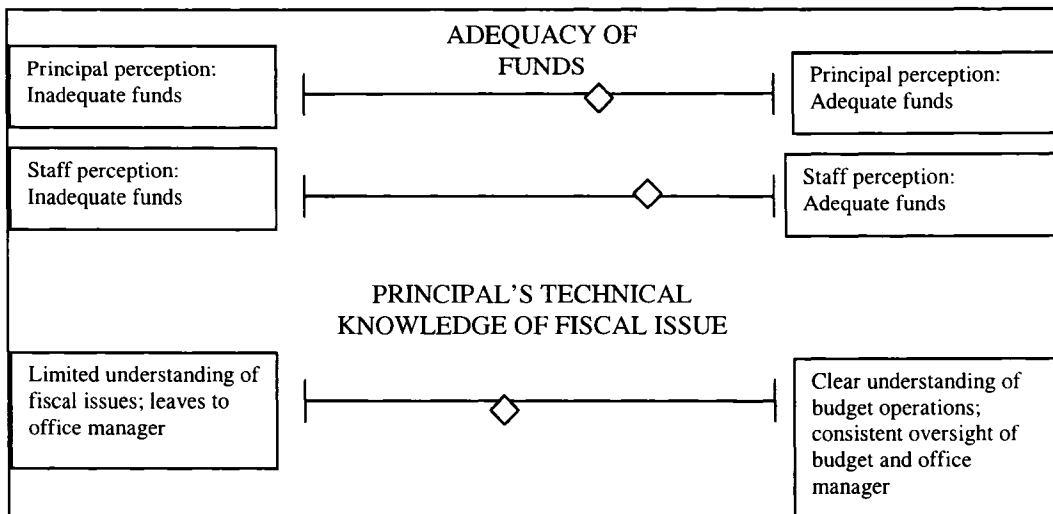 ADEQUACY OF
FUNDS
Principal perception:
Inadequate funds
Principal perception:
Adequate funds
Staff perception:
Inadequate funds
Staff perception:
Adequate funds
PRINCIPAL'S TECHNICAL
KNOWLEDGE OF FISCAL ISSUE
Limited understanding of
fiscal issues; leaves to
office manager
Clear understanding of
budget operations;
consistent oversight of
budget and office
manager